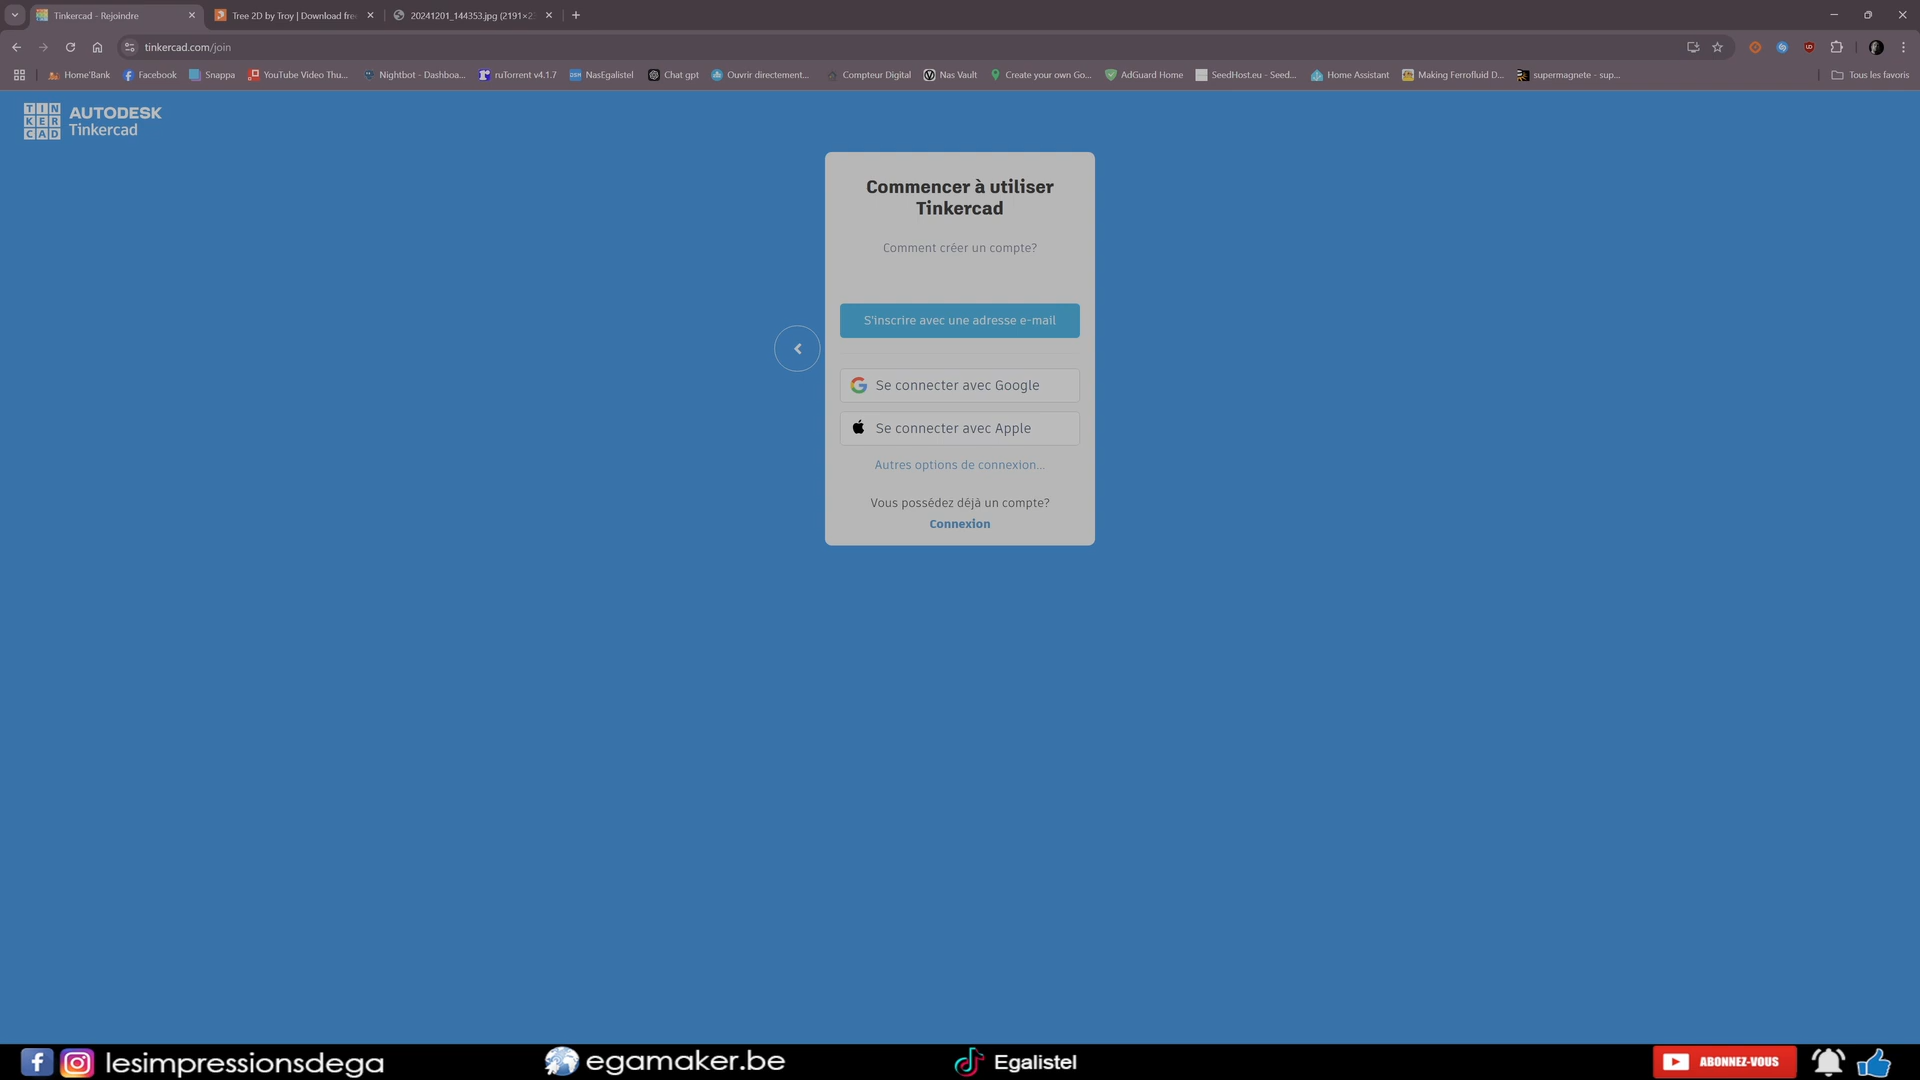 Tinkercad - Rejoindre
Tree 2D by Troy | Download fre
20241201_144353.jpg (2191×2
tinkercad.com/join
Home'Bank
Facebook
Snappa
YouTube Video Thu...
Nightbot - Dashboa...
ruTorrent v4.1.7
NasEgalistel
Chat gpt
Ouvrir directement...
Compteur Digital
Nas Vault
Create your own Go...
AdGuard Home
SeedHost.eu - Seed...
Home Assistant
Making Ferrofluid D...
supermagnete - sup...
Tous les favoris
TIN
KER
CAD
AUTODESK
Tinkercad
Commencer à utiliser
Tinkercad
Comment créer un compte?
S'inscrire avec une adresse e-mail
Se connecter avec Google
Se connecter avec Apple
Autres options de connexion...
Vous possédez déjà un compte?
Connexion
lesimpressionsdega
egamaker.be
Egalistel
ABONNEZ-VOUS